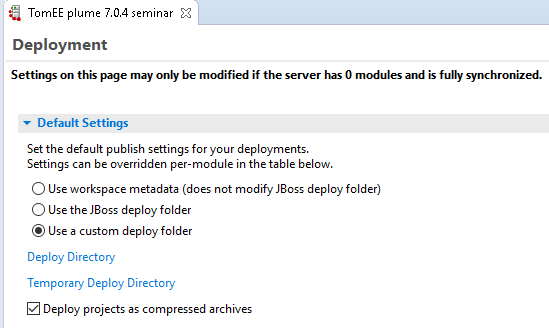 TomEE plume 7.0.4 seminar
Deployment
Settings on this page may only be modified if the server has 0 modules and is fully synchronized.
Default Settings
Set the default publish settings for your deployments.
Settings can be overridden per-module in the table below.
Use workspace metadata (does not modify JBoss deploy folder)
Use the JBoss deploy folder
Use a custom deploy folder
Deploy Directory
Temporary Deploy Directory
Deploy projects as compressed archives